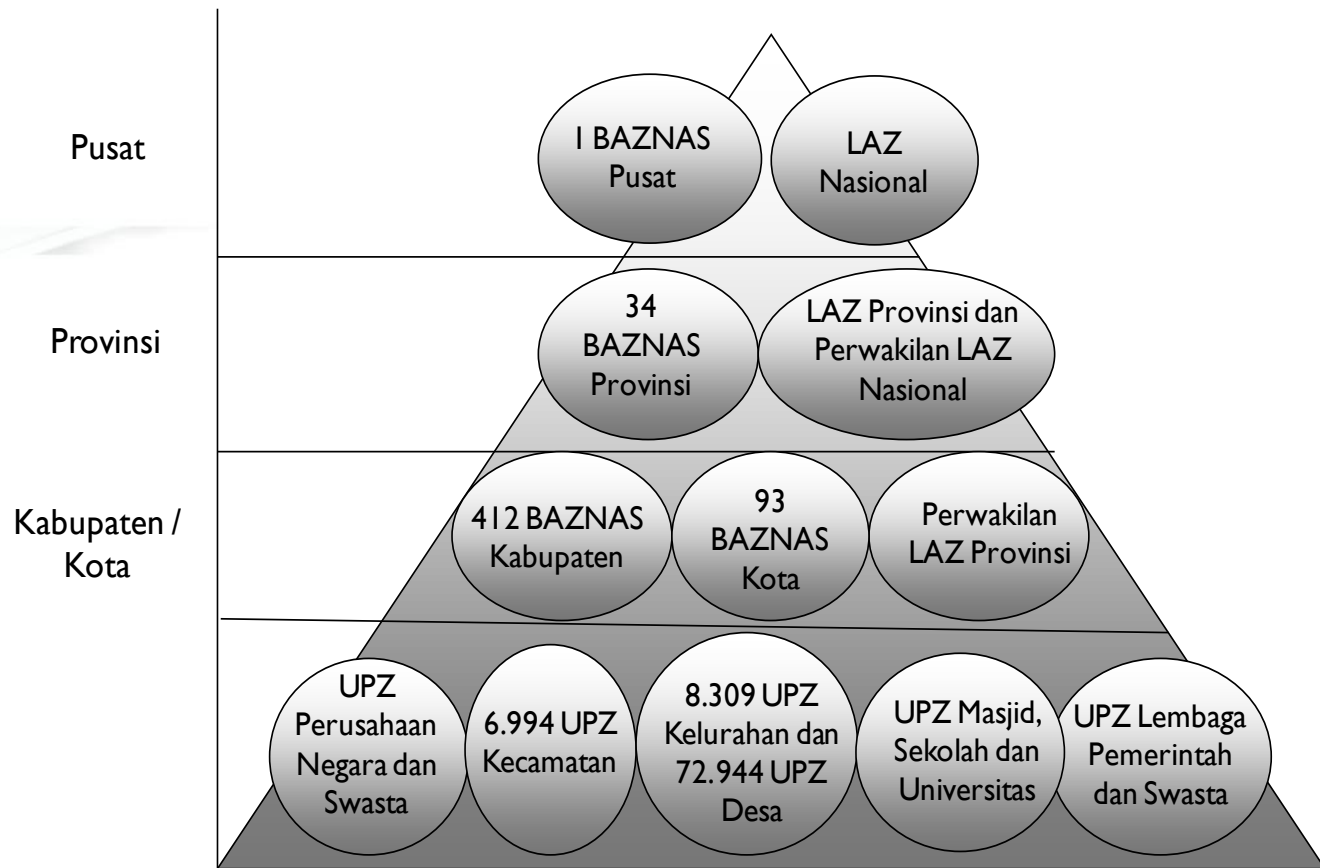 Pusat
1 BAZNAS
Pusat
LAZ
Nasional
Provinsi
34
BAZNAS
Provinsi
LAZ Provinsi dan
Perwakilan LAZ
Nasional
Kabupaten /
Kota
412 BAZNAS
Kabupaten
93
BAZNAS
Kota
Perwakilan
LAZ Provinsi
UPZ
Perusahaan
Negara dan
Swasta
6.994 UPZ
Kecamatan
8.309 UPZ
Kelurahan dan
72.944 UPZ
Desa
UPZ Masjid,
Sekolah dan
Universitas
UPZ Lembaga
Pemerintah
dan Swasta